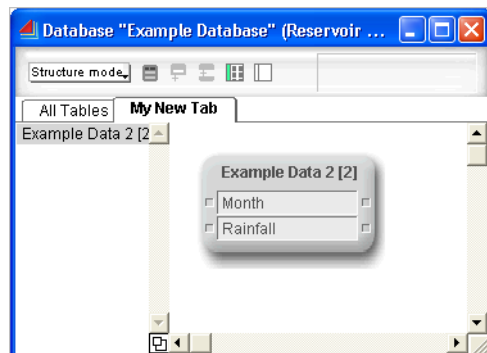 Database "Example Database" (Reservoir ...
Structure mode
All Tables My New Tab
Example Data 2 [2
Example Data 2 [2]
Month
Rainfall